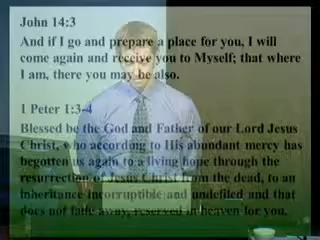 John 14:3
And if I go and prepare a place for you, I will
come again and receive you to Myself; that where
I am, there you may be also.
1 Peter 1:3-4
Blessed be the God and Father of our Lord Jesus
Christ, who according to His abundant mercy has
begotten us again to a living hope through the
resurrection of Jesus Christ from the dead, to an
inheritance incorruptible and undefiled and that
does not fade away, reserved in heaven for you.